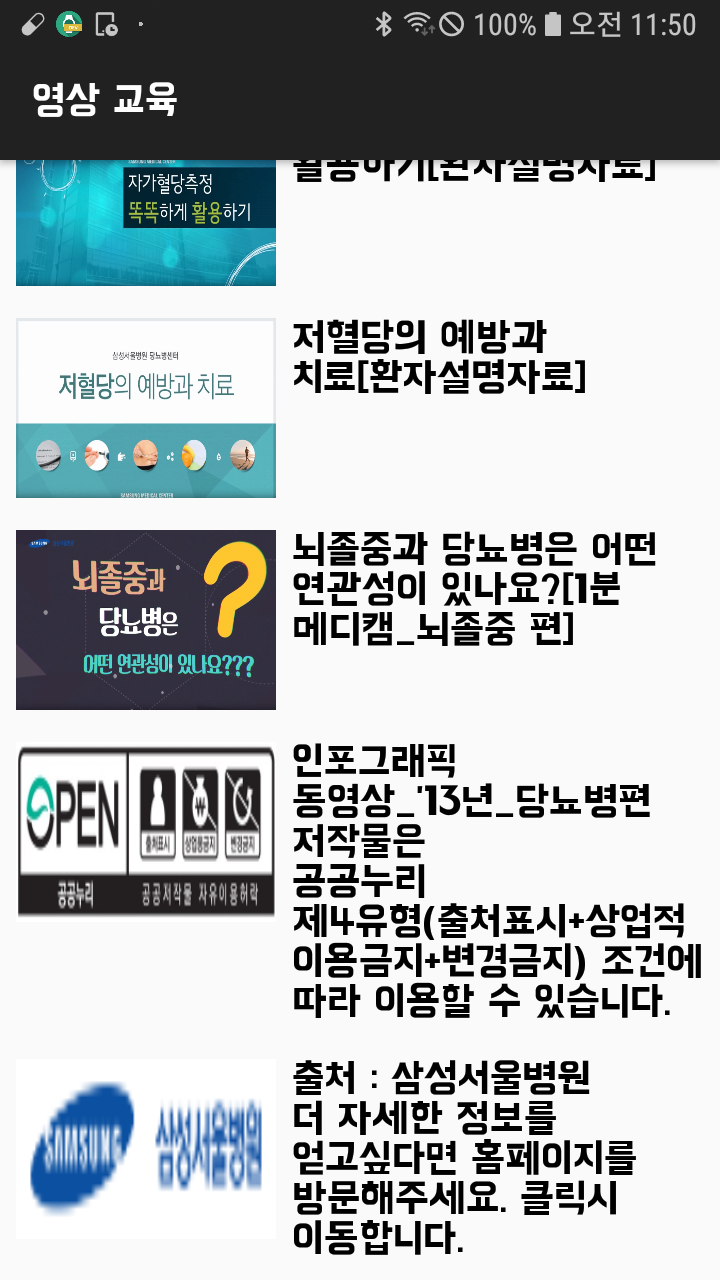 100% 오전 11:50
영상 교육
자가혈당측정
똑똑하게 활용하기
활용하기[환자설명자료]
삼성서울병원 당뇨병센터
저혈당의 예방과 치료
SAMSUNG MEDICAL CENTER
저혈당의 예방과
치료[환자설명자료]
뇌졸중과
당뇨병은
어떤 연관성이 있나요???
뇌졸중과 당뇨병은 어떤
연관성이 있나요?[1분
메디캠_뇌졸중 편]
OPEN
출처표시 상업용금지 변경금지
공공누리 공공저작물 자유이용허락
인포그래픽
동영상_'13년_당뇨병편
저작물은
공공누리
제4유형(출처표시+상업적
이용금지+변경금지) 조건에
따라 이용할 수 있습니다.
SAMSUNG 삼성서울병원
출처 : 삼성서울병원
더 자세한 정보를
얻고싶다면 홈페이지를
방문해주세요. 클릭시
이동합니다.